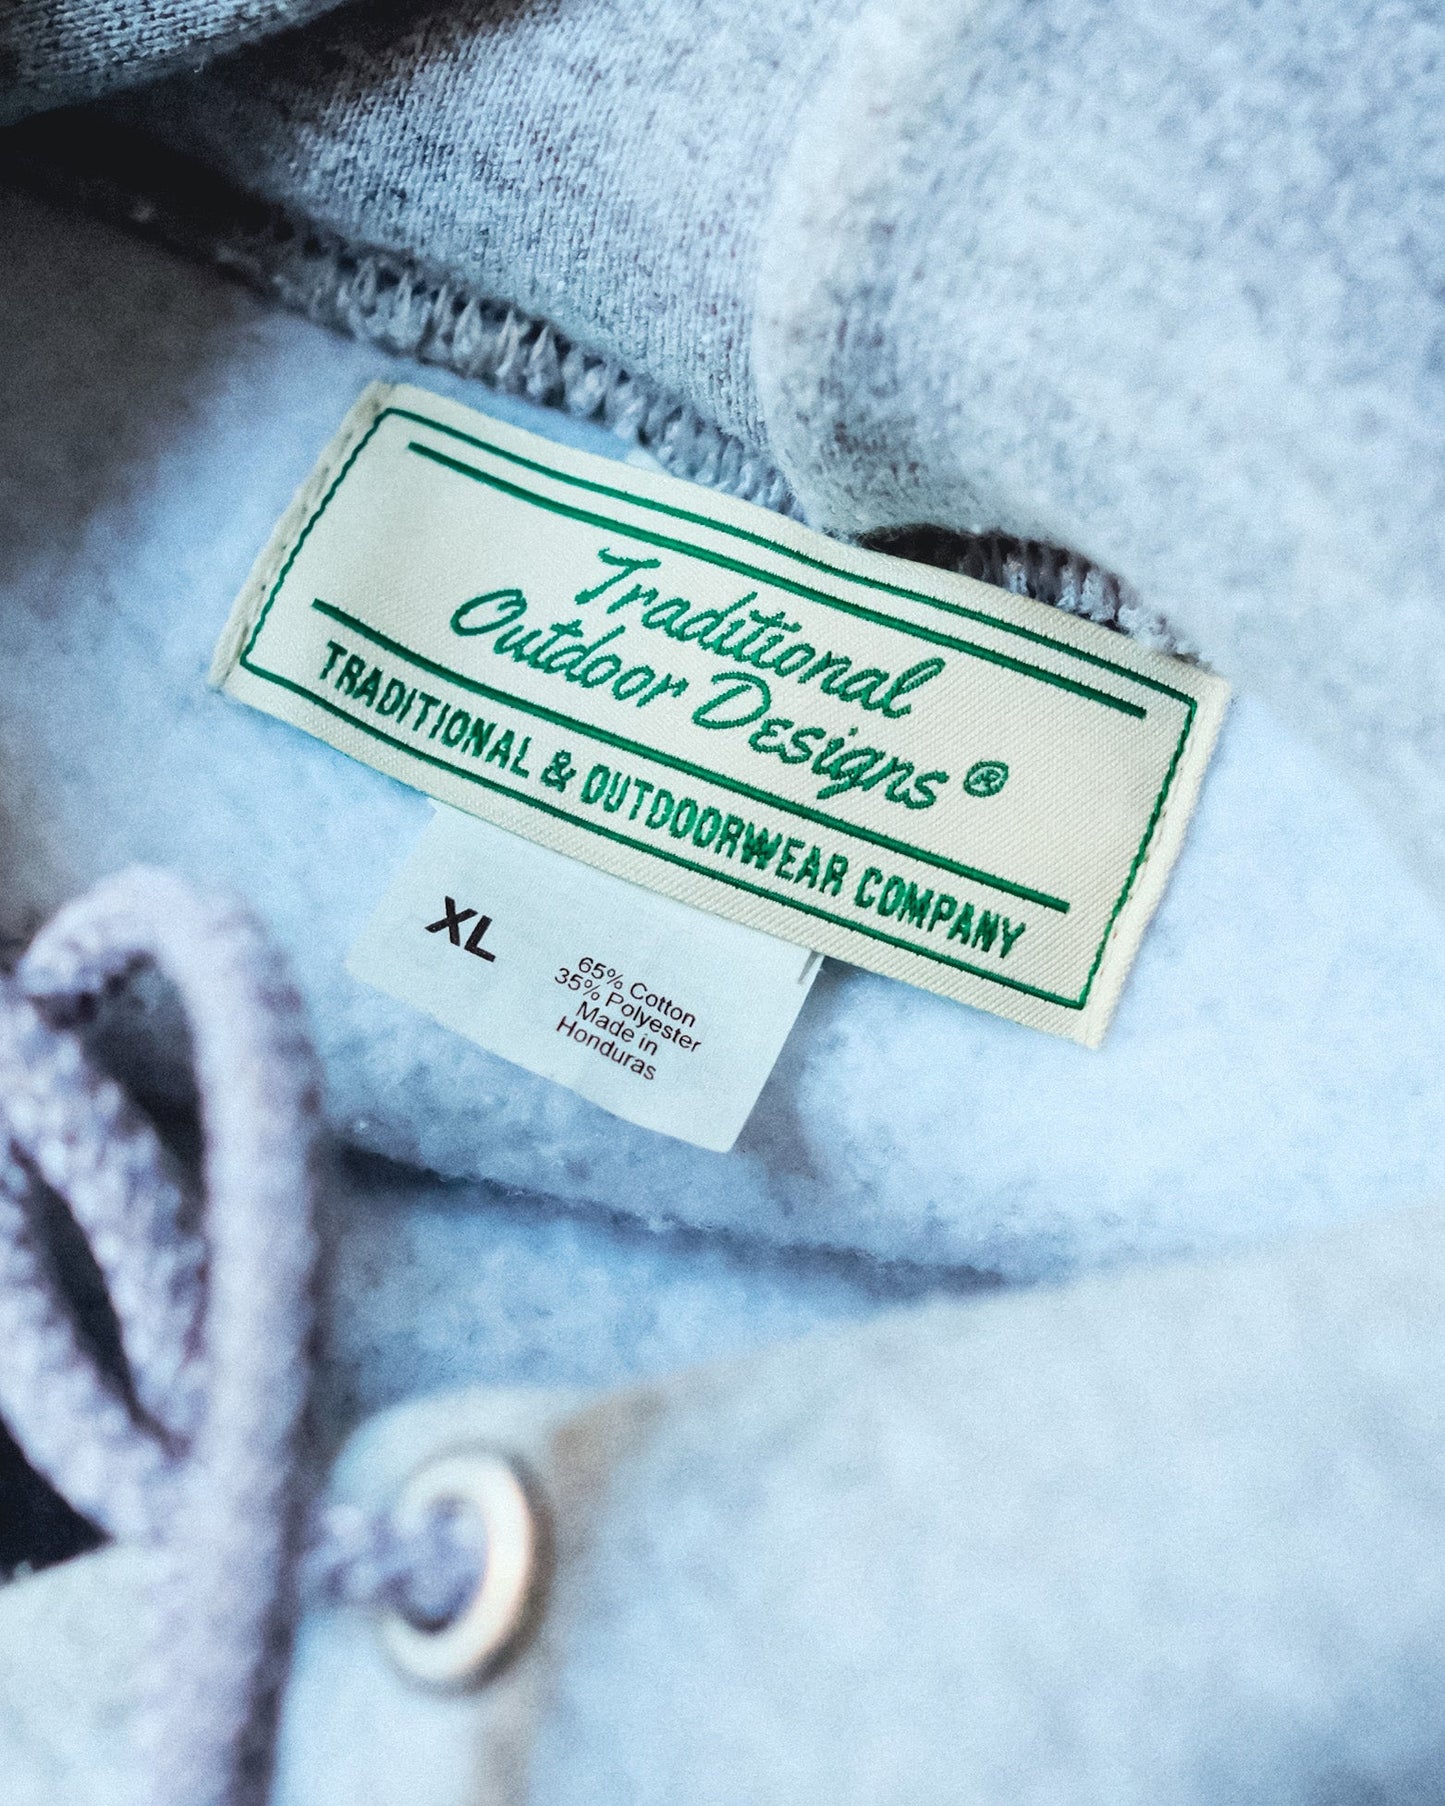 Traditional
Outdoor Designs®
TRADITIONAL & OUTDOORWEAR COMPANY
XL
65% Cotton
35% Polyester
Made in
Honduras